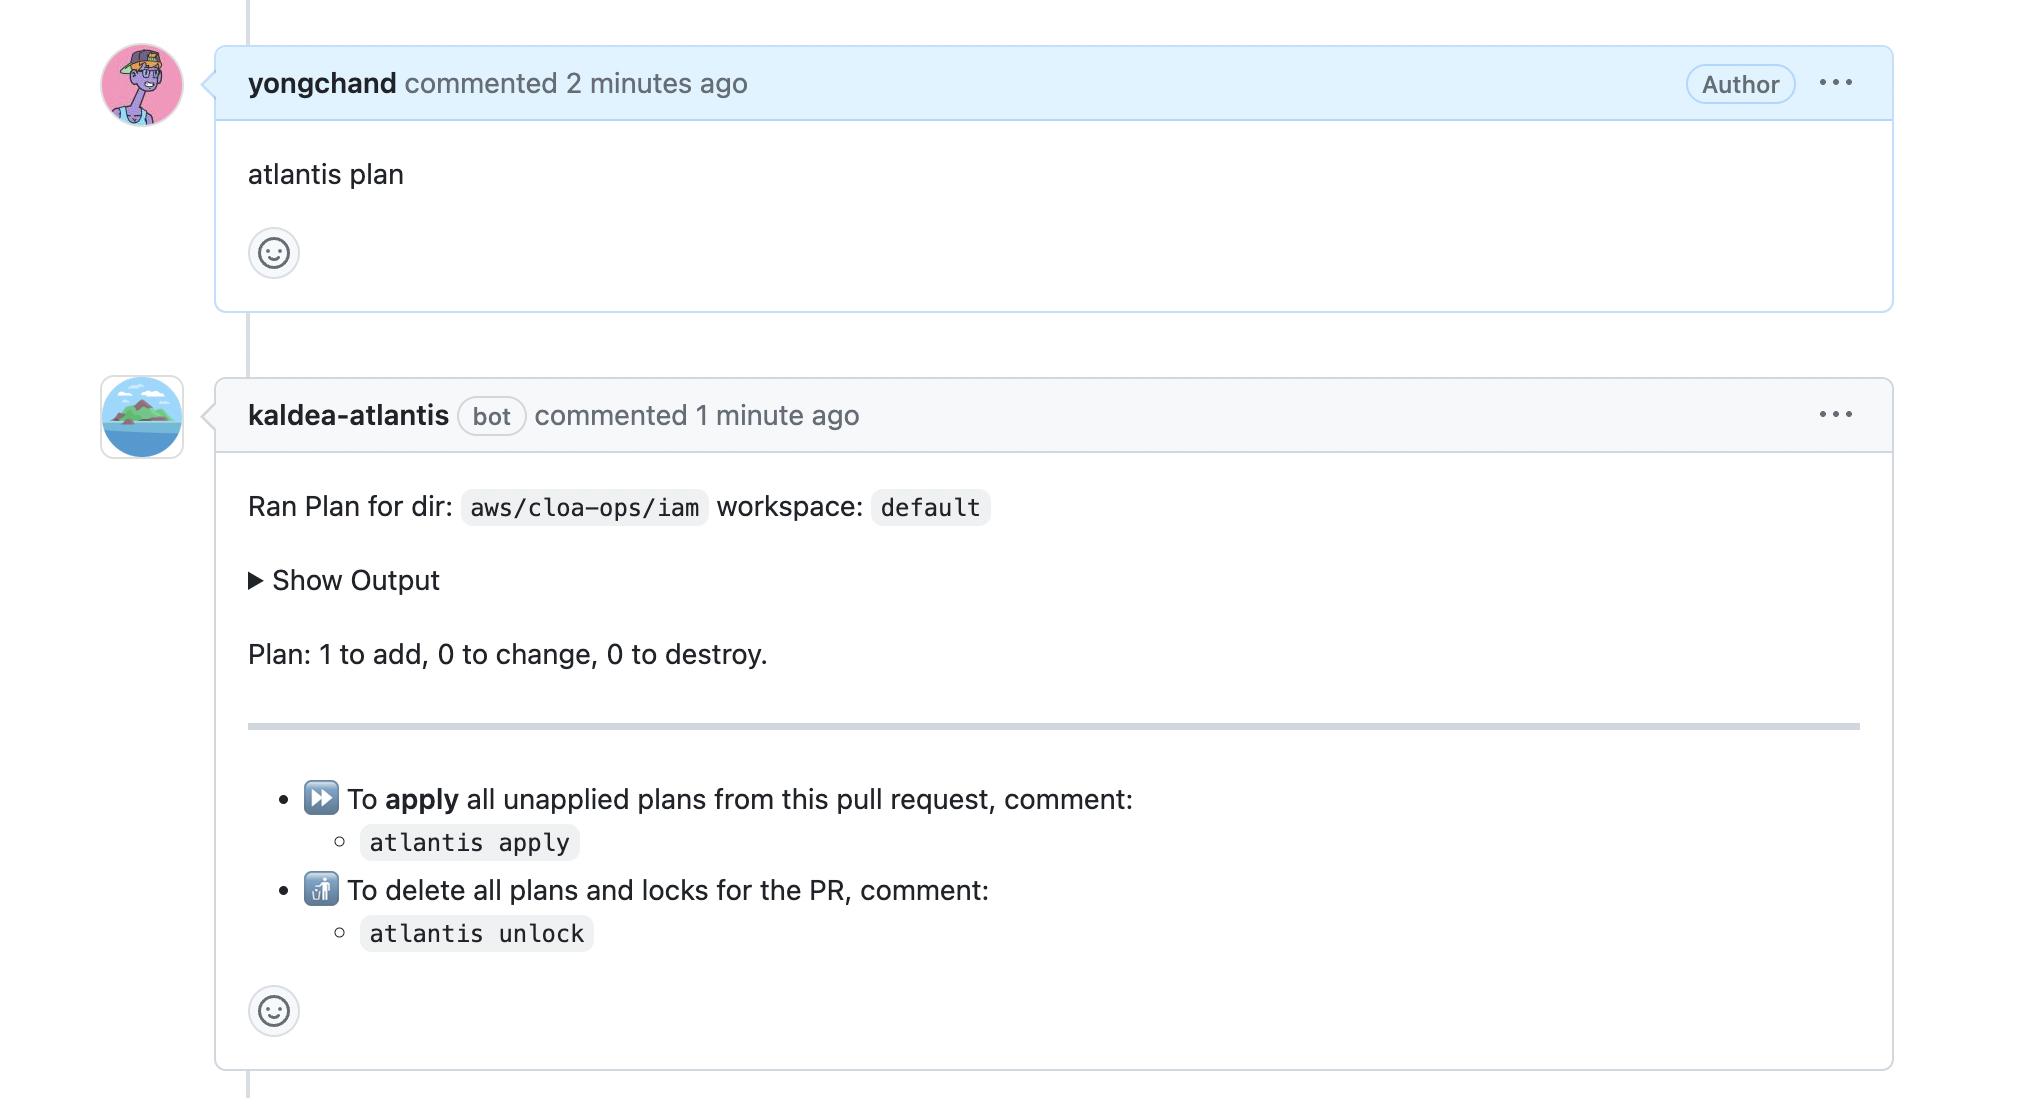 yongchand commented 2 minutes ago Author
atlantis plan
kaldea-atlantis bot commented 1 minute ago
Ran Plan for dir: aws/cloa-ops/iam workspace: default
Show Output
Plan: 1 to add, 0 to change, 0 to destroy.
To apply all unapplied plans from this pull request, comment:
atlantis apply
To delete all plans and locks for the PR, comment:
atlantis unlock